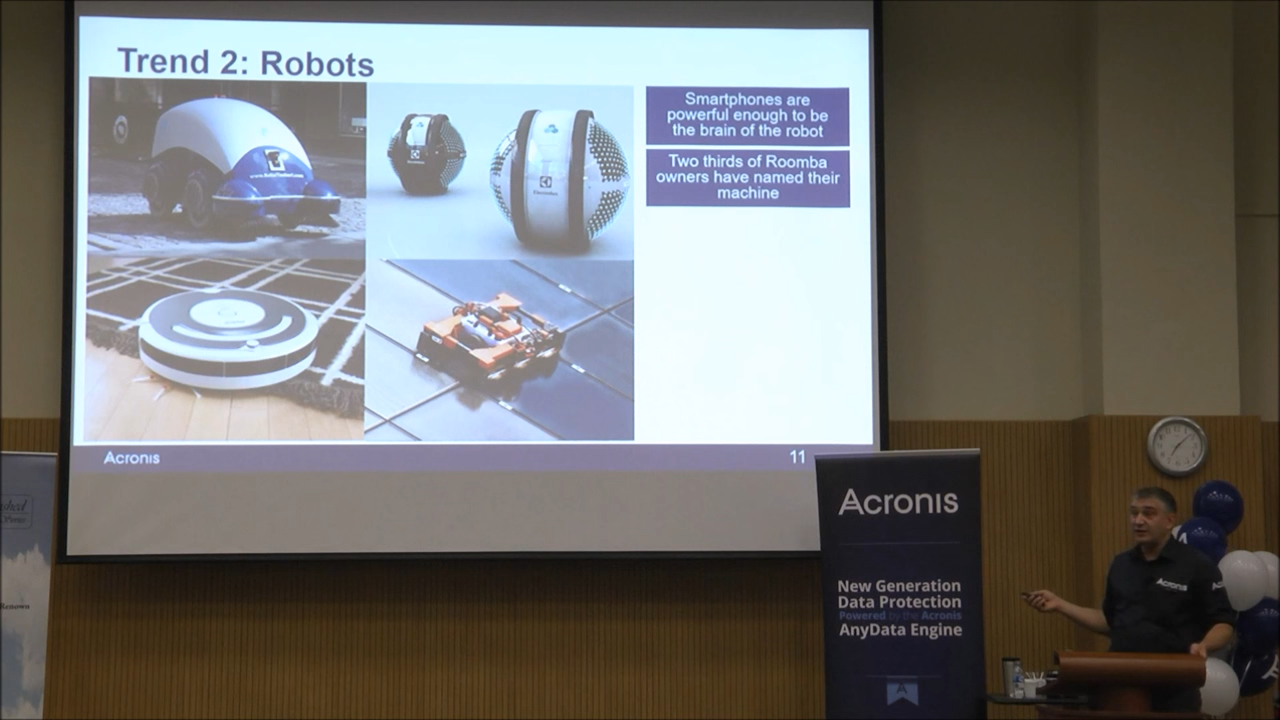 Trend 2: Robots
Smartphones are
powerful enough to be
the brain of the robot
Two thirds of Roomba
owners have named their
machine
Electrolux
Acronis
11
Acronis
New Generation
Data Protection
Powered by the Acronis
AnyData Engine
Acronis
A